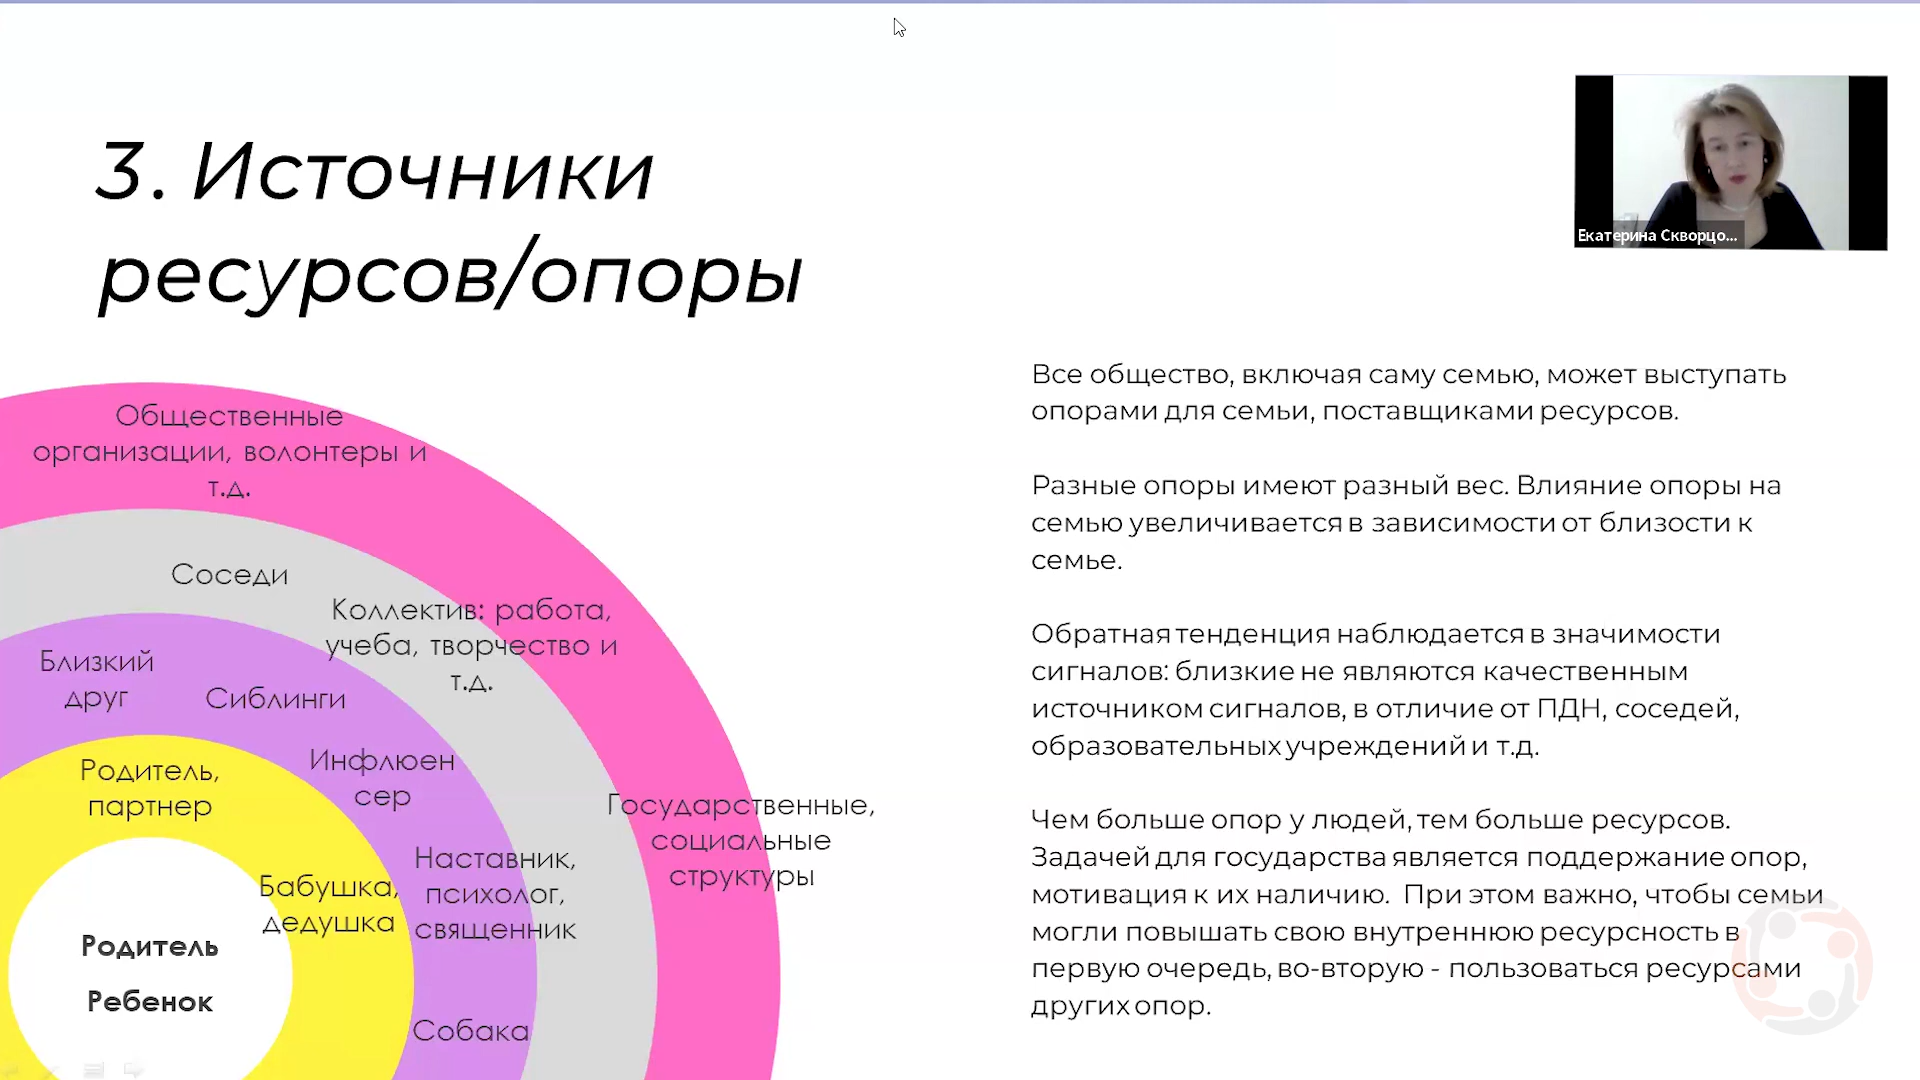 3. Источники
ресурсов/опоры
Екатерина Скворцо...
Общественные
организации, волонтеры и
т.д.
Соседи
Коллектив: работа,
учеба, творчество и
т.д.
Близкий
друг
Сиблинги
Инфлюен
сер
Родитель,
партнер
Государственные,
социальные
структуры
Наставник,
психолог,
священник
Бабушка,
дедушка
Родитель
Ребенок
Собака
Все общество, включая саму семью, может выступать
опорами для семьи, поставщиками ресурсов.
Разные опоры имеют разный вес. Влияние опоры на
семью увеличивается в зависимости от близости к
семье.
Обратная тенденция наблюдается в значимости
сигналов: близкие не являются качественным
источником сигналов, в отличие от ПДН, соседей,
образовательных учреждений и т.д.
Чем больше опор у людей, тем больше ресурсов.
Задачей для государства является поддержание опор,
мотивация к их наличию. При этом важно, чтобы семьи
могли повышать свою внутреннюю ресурсность в
первую очередь, во-вторую - пользоваться ресурсами
других опор.